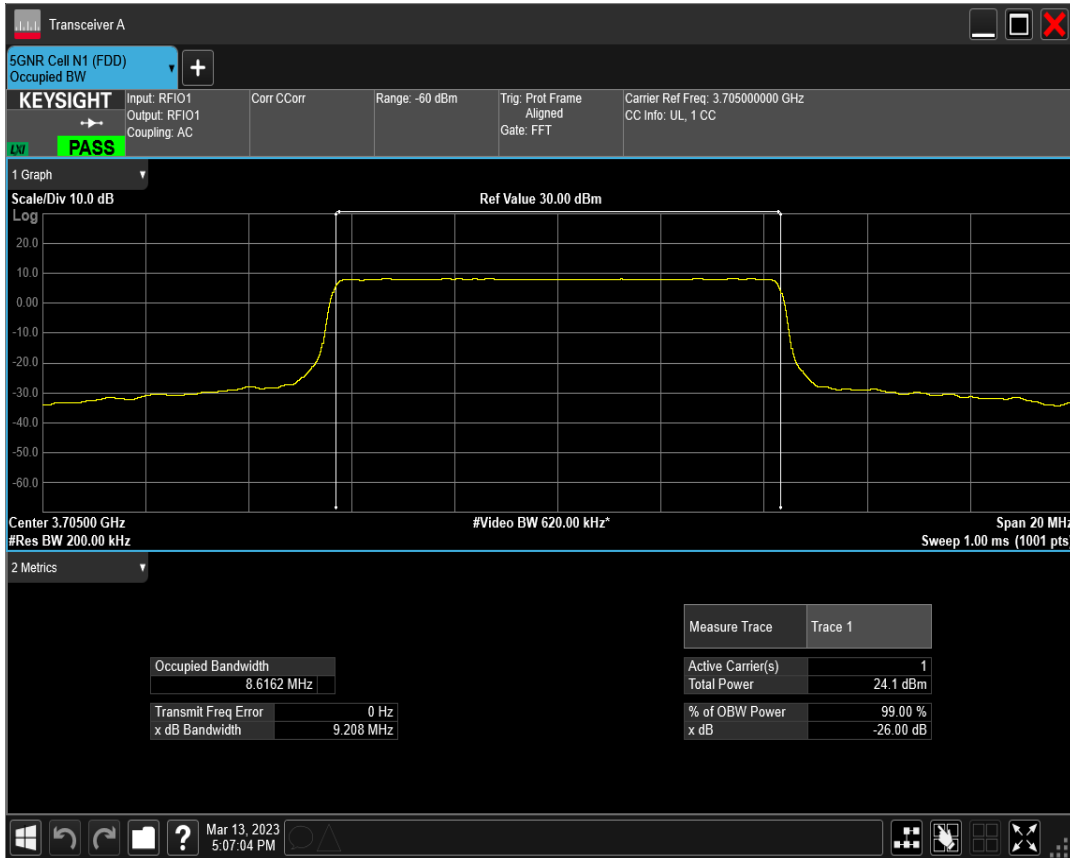 Transceiver A
5GNR Cell N1 (FDD)
Occupied BW
+
KEYSIGHT
LXI
PASS
Input: RFIO1
Output: RFIO1
Coupling: AC
Corr CCorr
Range: -60 dBm
Trig: Prot Frame
Aligned
Gate: FFT
Carrier Ref Freq: 3.705000000 GHz
CC Info: UL, 1 CC
1 Graph
Scale/Div 10.0 dB
Ref Value 30.00 dBm
Log
20.0
10.0
0.00
-10.0
-20.0
-30.0
-40.0
-50.0
-60.0
Center 3.70500 GHz
#Video BW 620.00 kHz*
Span 20 MHz
#Res BW 200.00 kHz
Sweep 1.00 ms (1001 pts)
2 Metrics
Measure Trace Trace 1
Occupied Bandwidth
8.6162 MHz
Active Carrier(s) 1
Total Power 24.1 dBm
Transmit Freq Error 0 Hz
x dB Bandwidth 9.208 MHz
% of OBW Power 99.00 %
x dB -26.00 dB
?
Mar 13, 2023
5:07:04 PM